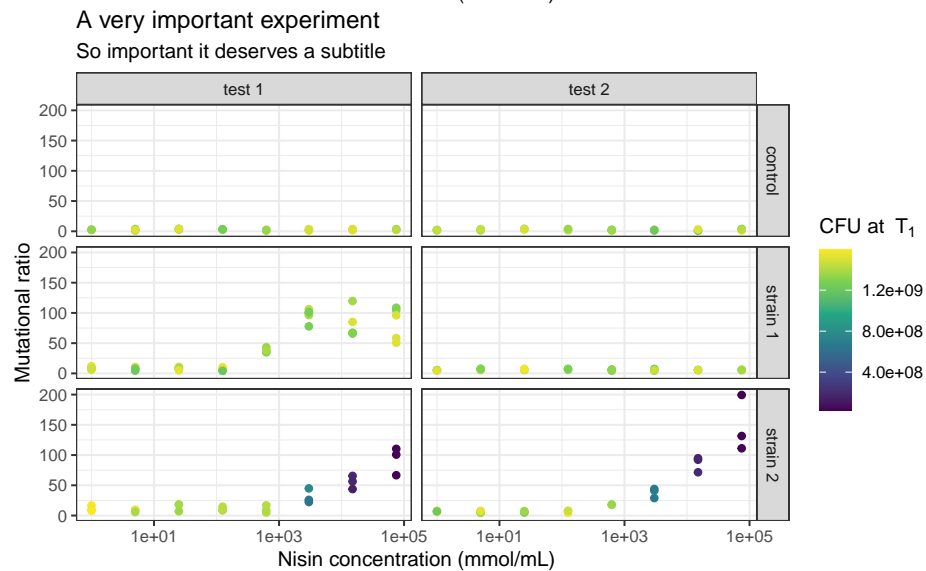 A very important experiment
So important it deserves a subtitle
test 1
test 2
200
150
100
50
0
control
200
150
100
50
0
strain 1
200
150
100
50
0
strain 2
Mutational ratio
1e+01
1e+03
1e+05
1e+01
1e+03
1e+05
Nisin concentration (mmol/mL)
CFU at T₁
1.2e+09
8.0e+08
4.0e+08